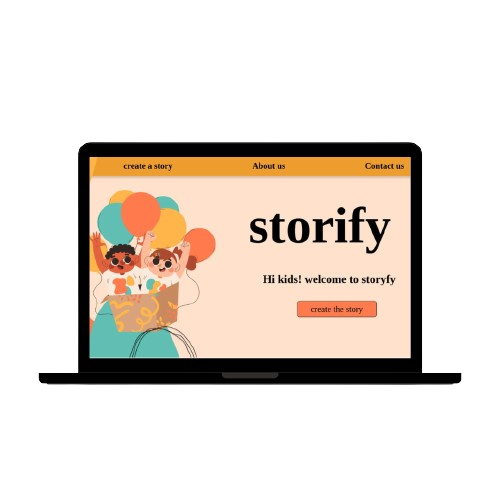 create a story About us Contact us
storify
Hi kids! welcome to storyfy
create the story